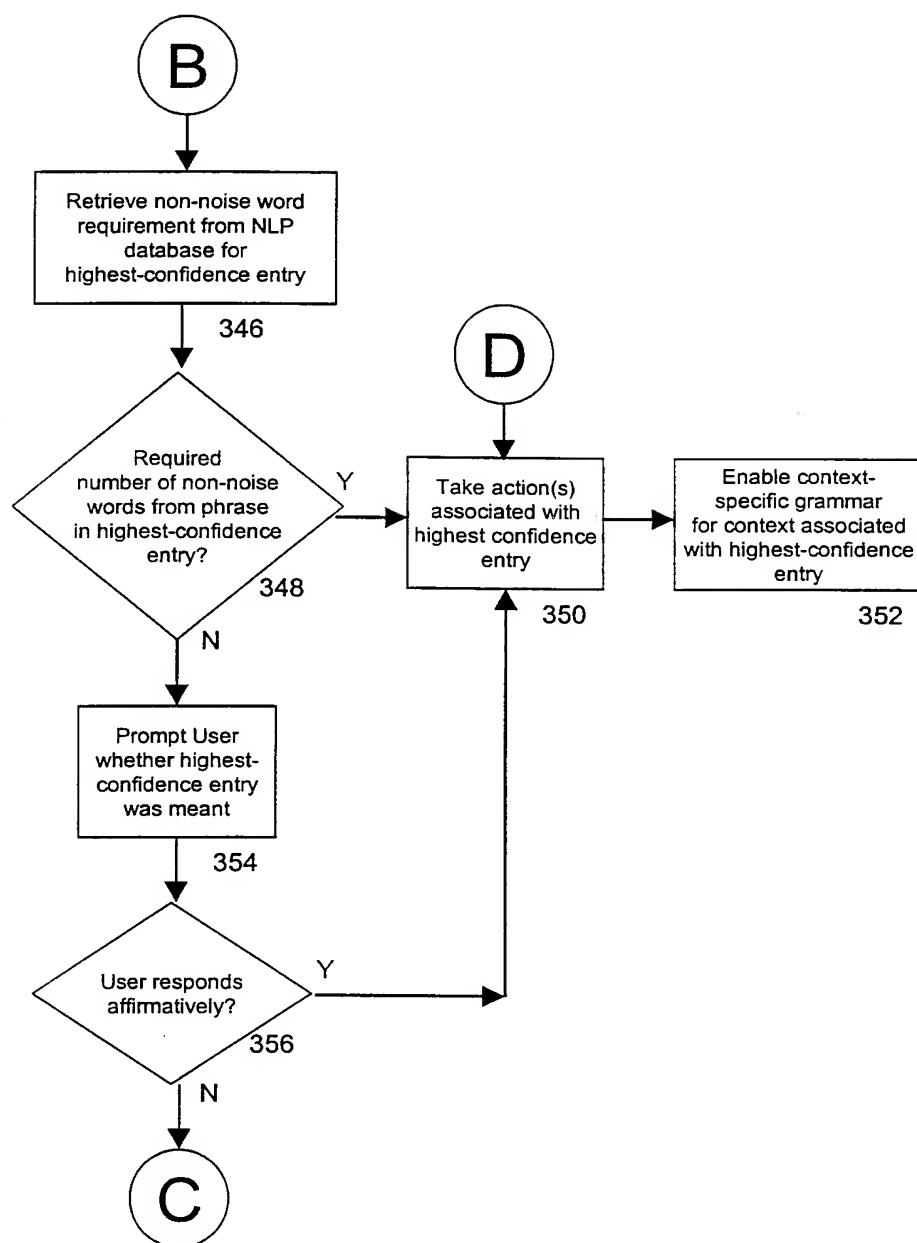 B
Retrieve non-noise word
requirement from NLP
database for
highest-confidence entry
346
D
Required
number of non-noise
words from phrase
in highest-confidence
entry?
Y
348
N
Take action(s)
associated with
highest confidence
entry
350
Enable context-
specific grammar
for context associated
with highest-confidence
entry
352
Prompt User
whether highest-
confidence entry
was meant
354
User responds
affirmatively?
Y
356
N
C